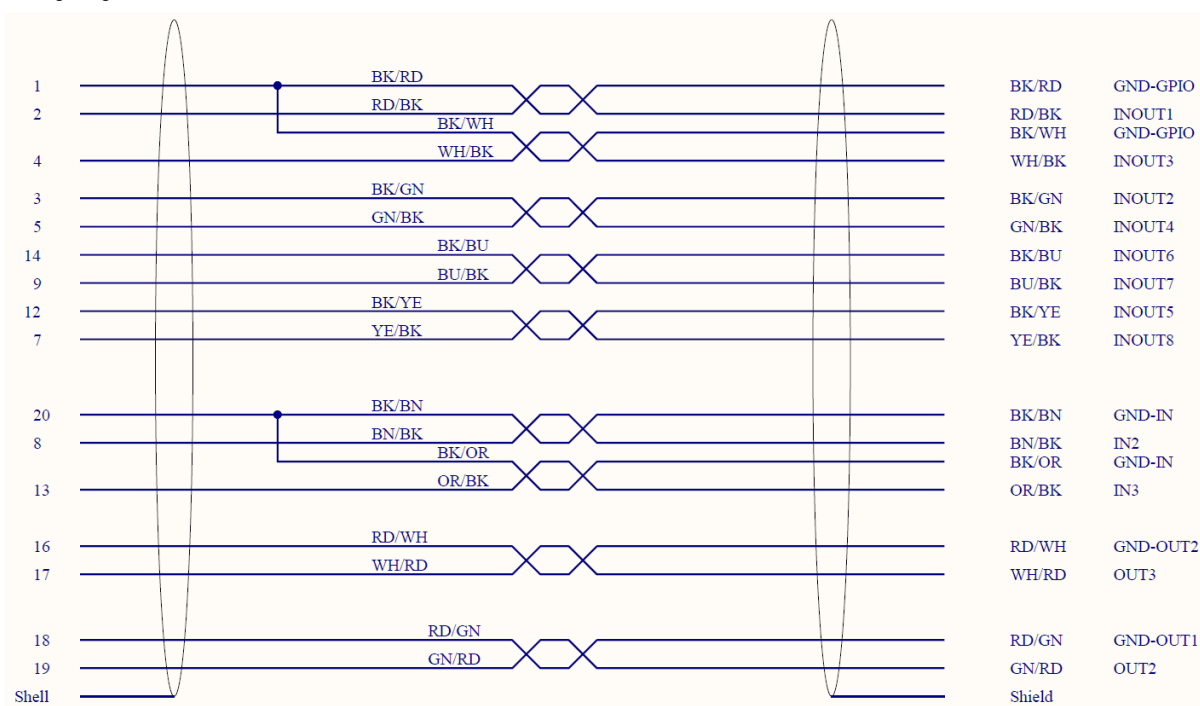 1 BK/RD BK/RD GND-GPIO
2 RD/BK RD/BK INOUT1
BK/WH BK/WH GND-GPIO
4 WH/BK WH/BK INOUT3
3 BK/GN BK/GN INOUT2
5 GN/BK GN/BK INOUT4
14 BK/BU BK/BU INOUT6
9 BU/BK BU/BK INOUT7
12 BK/YE BK/YE INOUT5
7 YE/BK YE/BK INOUT8
20 BK/BN BK/BN GND-IN
8 BN/BK BN/BK IN2
BK/OR BK/OR GND-IN
13 OR/BK OR/BK IN3
16 RD/WH RD/WH GND-OUT2
17 WH/RD WH/RD OUT3
18 RD/GN RD/GN GND-OUT1
19 GN/RD GN/RD OUT2
Shell Shield